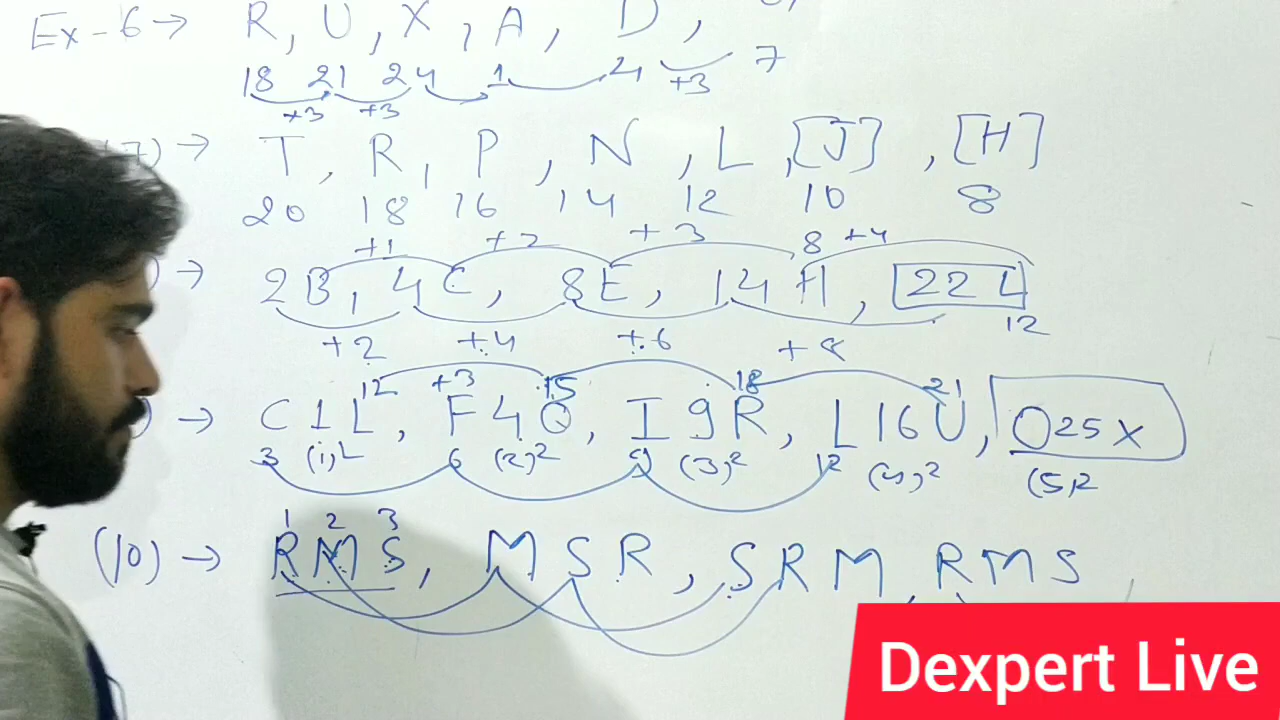 Ex-6→ R, U, X, A, D,
18 21 24 1 4 7
+3 +3 +3
7) → T, R, P, N, L, [J], [H]
20 18 16 14 12 10 8
+1 +2 +3 8 +4
) → 2B, 4C, 8E, 14H, 22L
12
+2 +4 +6 +8
12 +3 15 18 21
) → C1L, F4O, I9R, L16U, O25X
3 (1)² 6 (2)² 9 (3)² 12 (4)² (5)2
1 2 3
(10) → RMS, MSR, SRM, RMS
Dexpert Live